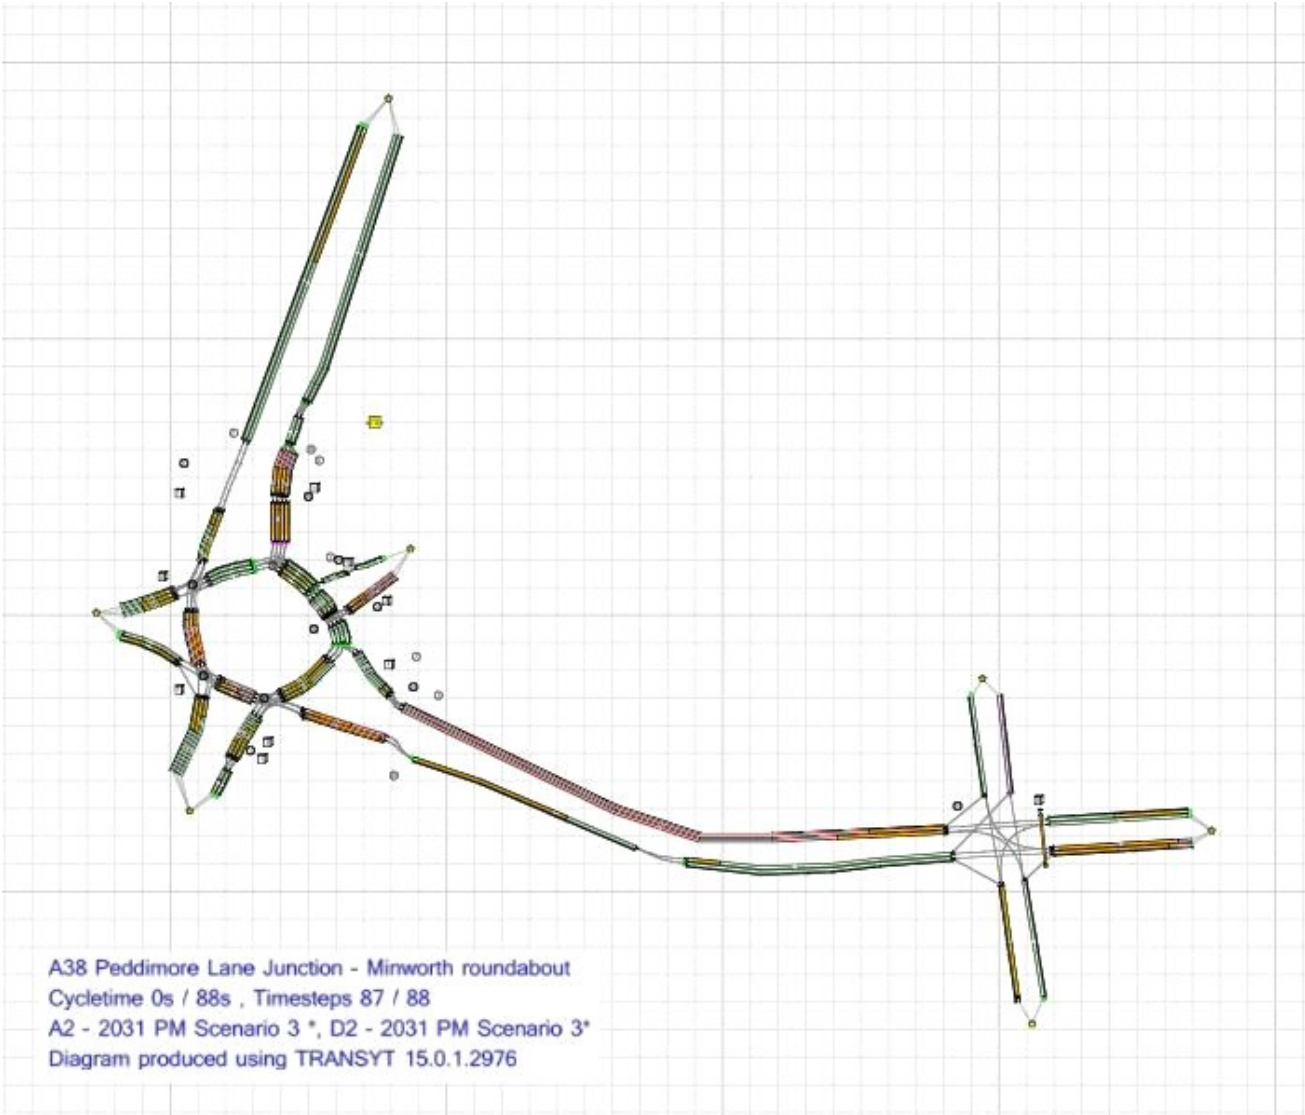 A38 Peddimore Lane Junction - Minworth roundabout
Cycletime 0s / 88s , Timesteps 87 / 88
A2 - 2031 PM Scenario 3 *, D2 - 2031 PM Scenario 3*
Diagram produced using TRANSYT 15.0.1.2976